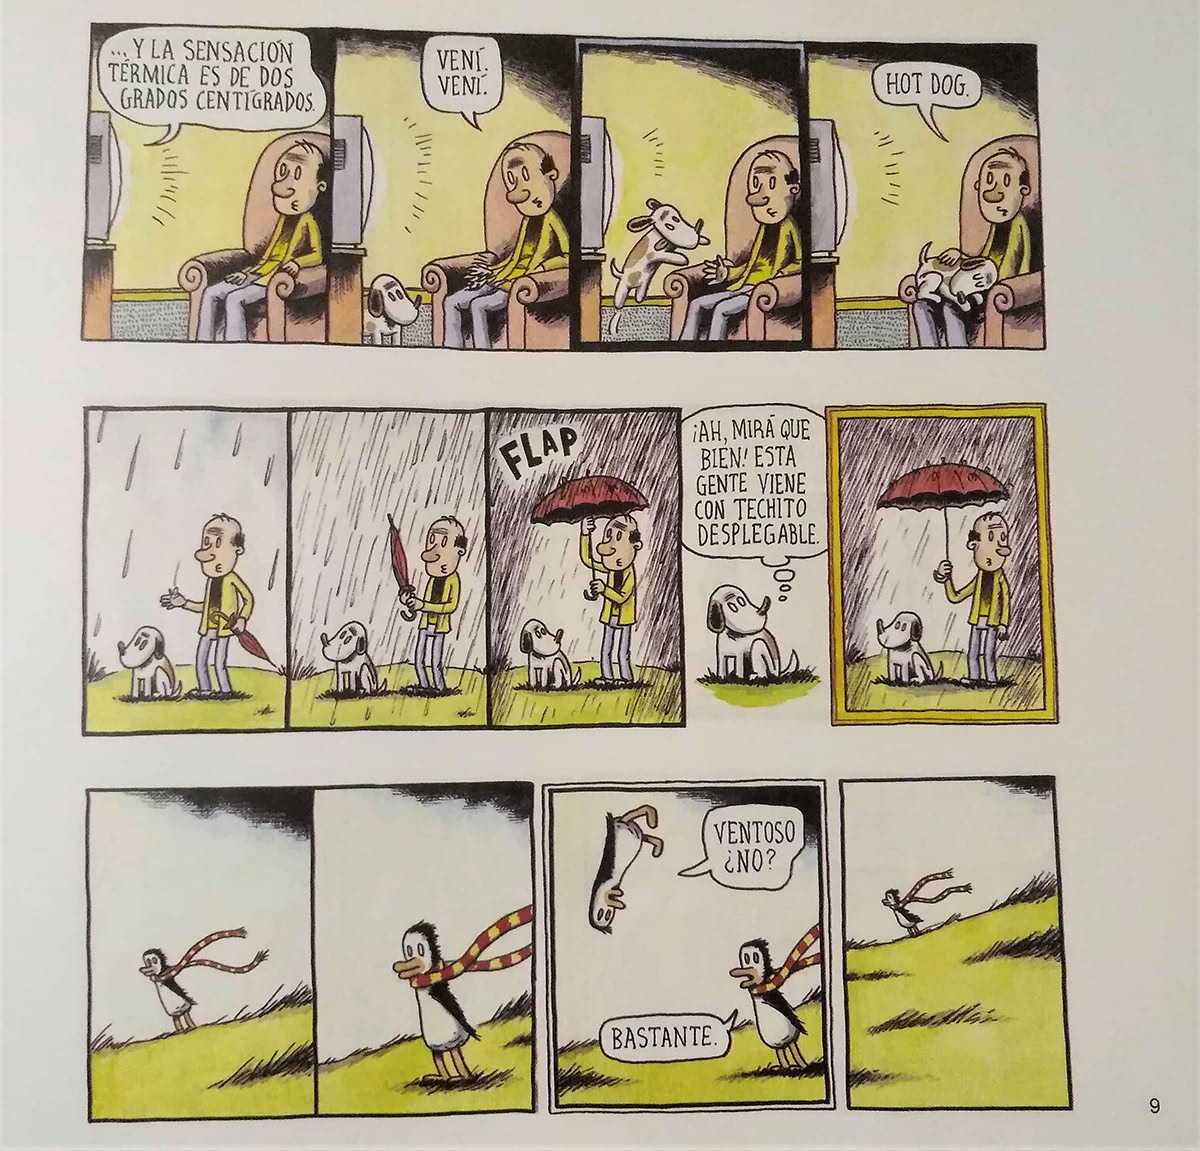 ... Y LA SENSACIÓN
TÉRMICA ES DE DOS
GRADOS CENTÍGRADOS.
VENÍ.
VENÍ.
HOT DOG.
FLAP
¡AH, MIRÁ QUE
BIEN! ESTA
GENTE VIENE
CON TECHITO
DESPLEGABLE.
VENTOSO
¿NO?
BASTANTE.
9